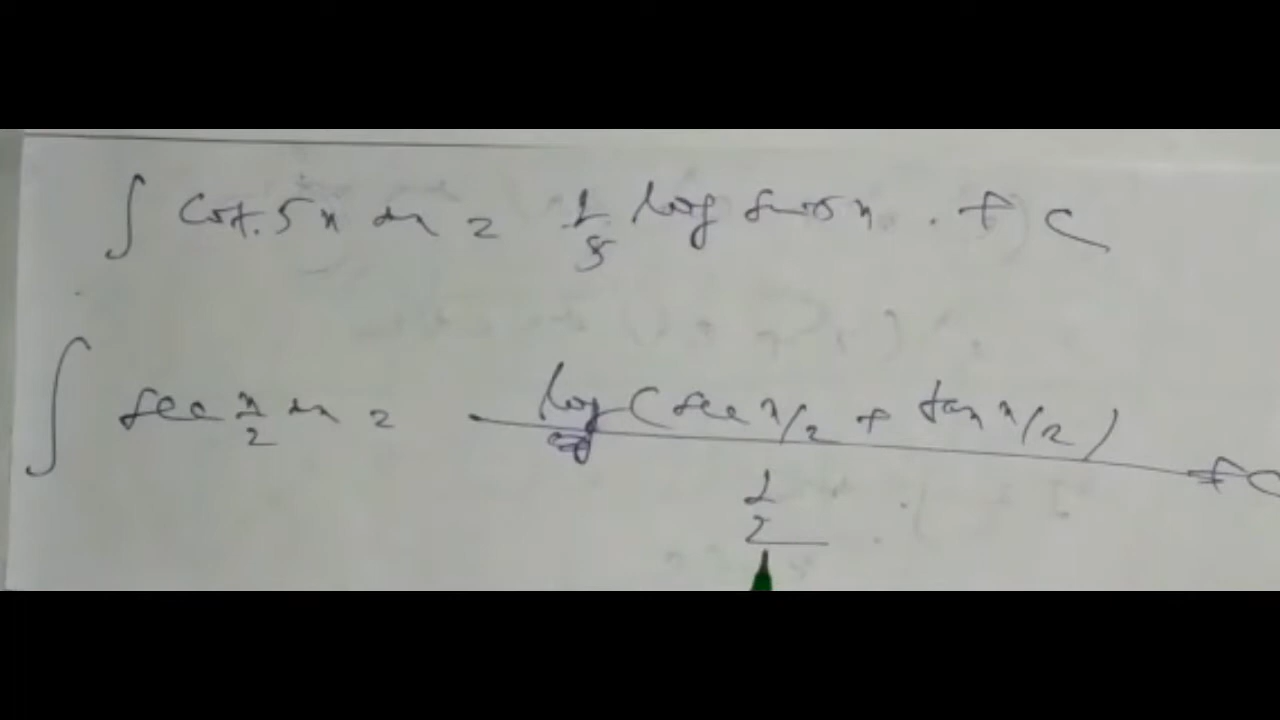 ∫ cot 5x dx = 1/5 log sin 5x . + C
∫ sec x/2 dx = log (sec x/2 + tan x/2) / 1/2 + C